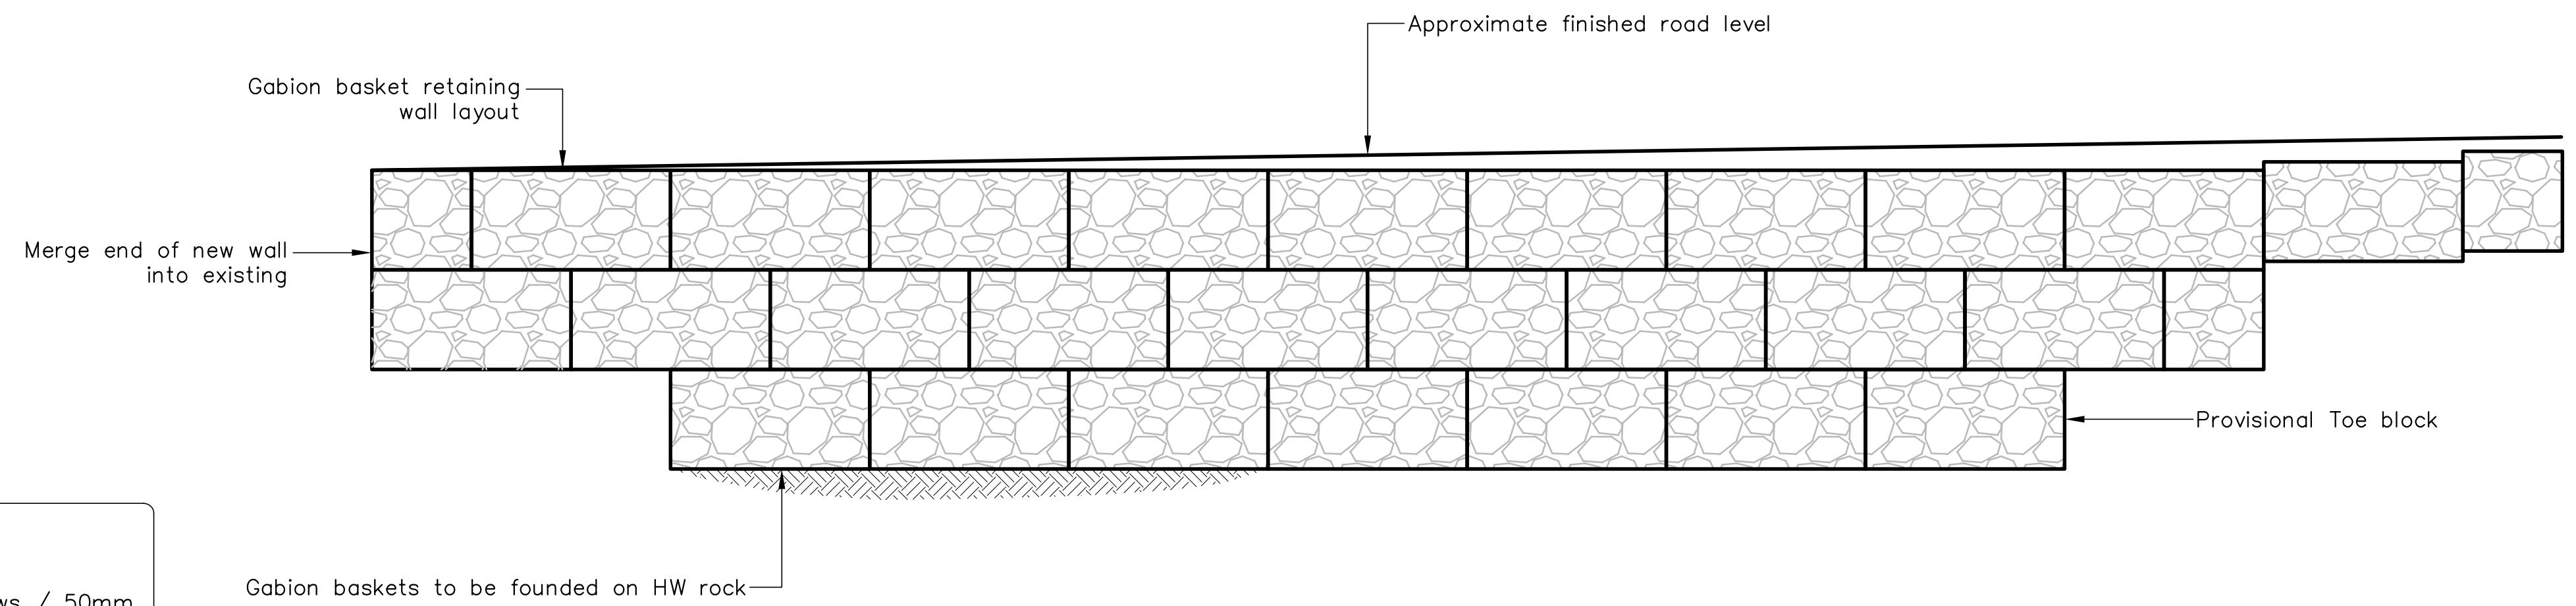 Approximate finished road level
Gabion basket retaining
wall layout
Merge end of new wall
into existing
Provisional Toe block
Gabion baskets to be founded on HW rock
/ 50mm